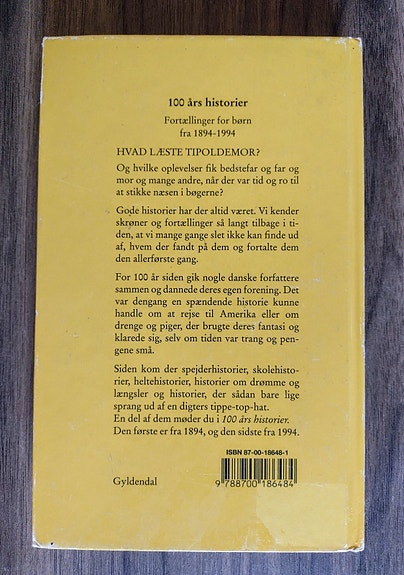 100 års historier
Fortællinger for børn
fra 1894-1994
HVAD LÆSTE TIPOLDEMOR?
Og hvilke oplevelser fik bedstefar og far og
mor og mange andre, når der var tid og ro til
at stikke næsen i bøgerne?
Gode historier har der altid været. Vi kender
skrøner og fortællinger så langt tilbage i ti-
den, at vi mange gange slet ikke kan finde ud
af, hvem der fandt på dem og fortalte dem
den allerførste gang.
For 100 år siden gik nogle danske forfattere
sammen og dannede deres egen forening. Det
var dengang en spændende historie kunne
handle om at rejse til Amerika eller om
drenge og piger, der brugte deres fantasi og
klarede sig, selv om tiden var trang og pen-
gene små.
Siden kom der spejderhistorier, skolehisto-
rier, heltehistorier, historier om drømme og
længsler og historier, der sådan bare lige
sprang ud af en digters tippe-top-hat.
En del af dem møder du i 100 års historier.
Den første er fra 1894, og den sidste fra 1994.
ISBN 87-00-18648-1
Gyldendal
9 788700 186484